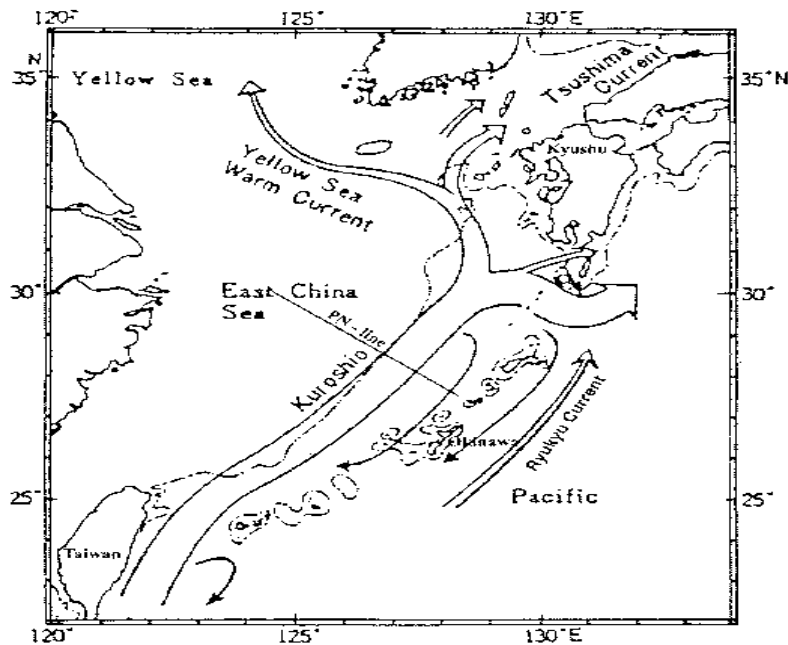 120°
125°
130°E
N
35°
35°N
Yellow Sea
Tsushima
Current
Kyushu
Yellow Sea
Warm Current
30°
30°
East China
Sea
PN-line
Kuroshio
Ryukyu Current
25°
25°
Pacific
Taiwan
120°
125°
130°E